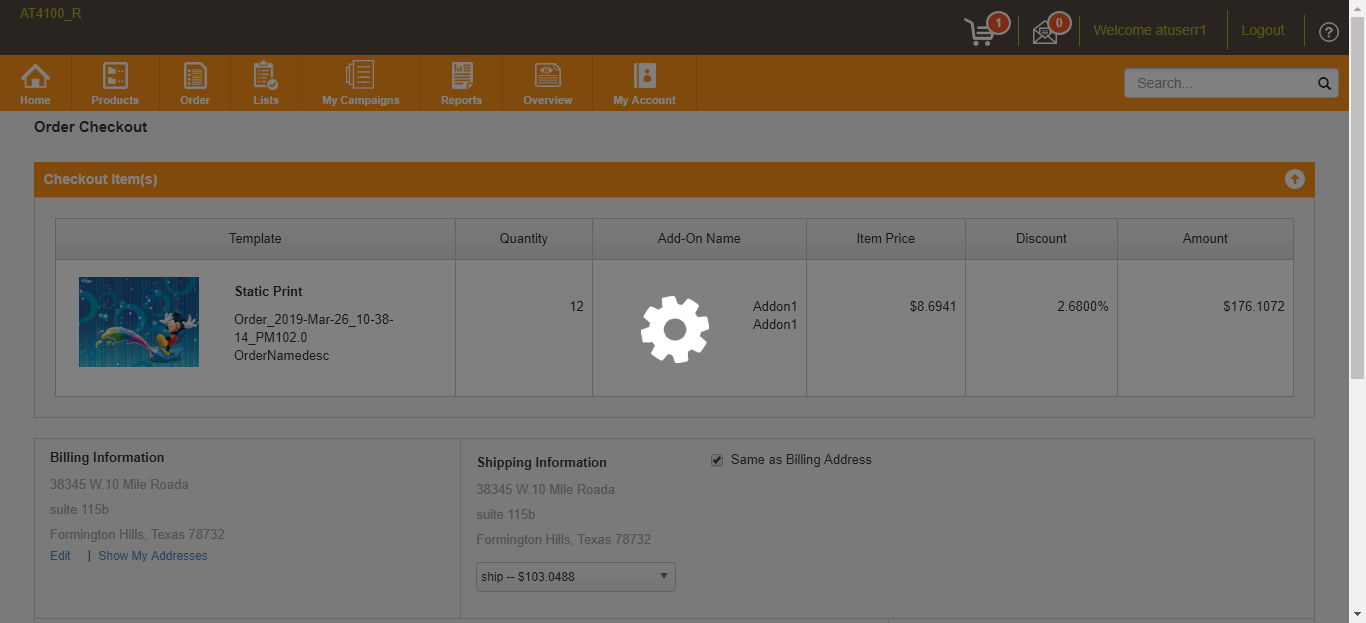 AT4100_R
1
0
Welcome atuserr1
Logout
?
Home
Products
Order
Lists
My Campaigns
Reports
Overview
My Account
Search...
Order Checkout
Checkout Item(s)
Template
Quantity
Add-On Name
Item Price
Discount
Amount
Static Print
Order_2019-Mar-26_10-38-
14_PM102.0
OrderNamedesc
12
Addon1
Addon1
$8.6941
2.6800%
$176.1072
Billing Information
38345 W.10 Mile Roada
suite 115b
Formington Hills, Texas 78732
Edit | Show My Addresses
Shipping Information
Same as Billing Address
38345 W.10 Mile Roada
suite 115b
Formington Hills, Texas 78732
ship -- $103.0488